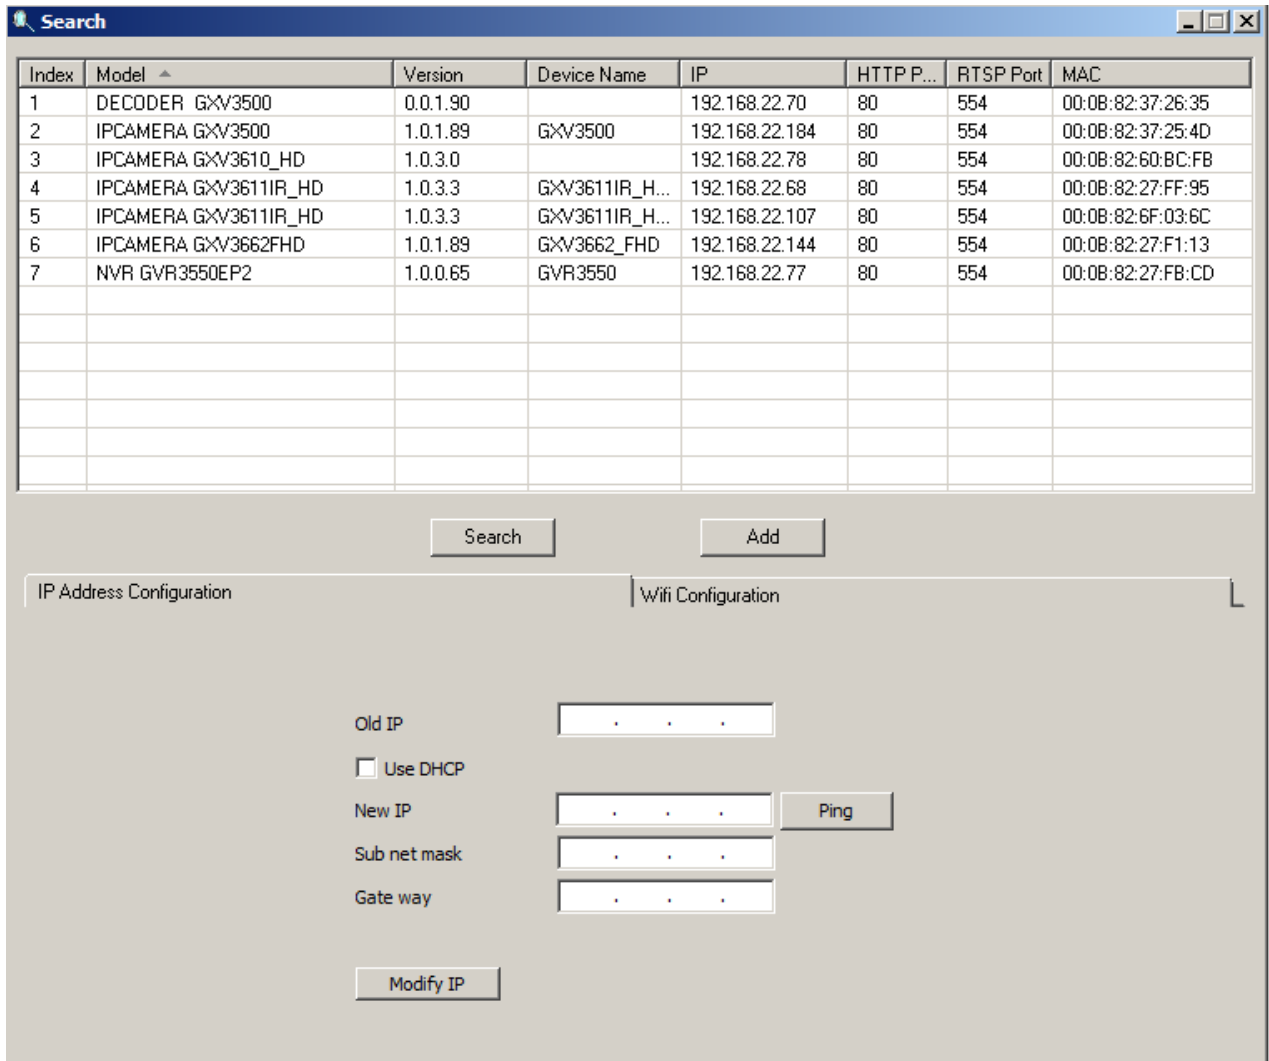 Search
Index Model Version Device Name IP HTTP P... RTSP Port MAC
1 DECODER GXV3500 0.0.1.90 192.168.22.70 80 554 00:0B:82:37:26:35
2 IPCAMERA GXV3500 1.0.1.89 GXV3500 192.168.22.184 80 554 00:0B:82:37:25:4D
3 IPCAMERA GXV3610_HD 1.0.3.0 192.168.22.78 80 554 00:0B:82:60:BC:FB
4 IPCAMERA GXV3611IR_HD 1.0.3.3 GXV3611IR_H... 192.168.22.68 80 554 00:0B:82:27:FF:95
5 IPCAMERA GXV3611IR_HD 1.0.3.3 GXV3611IR_H... 192.168.22.107 80 554 00:0B:82:6F:03:6C
6 IPCAMERA GXV3662FHD 1.0.1.89 GXV3662_FHD 192.168.22.144 80 554 00:0B:82:27:F1:13
7 NVR GVR3550EP2 1.0.0.65 GVR3550 192.168.22.77 80 554 00:0B:82:27:FB:CD
Search Add
IP Address Configuration Wifi Configuration
Old IP . . .
Use DHCP
New IP . . . Ping
Sub net mask . . .
Gate way . . .
Modify IP